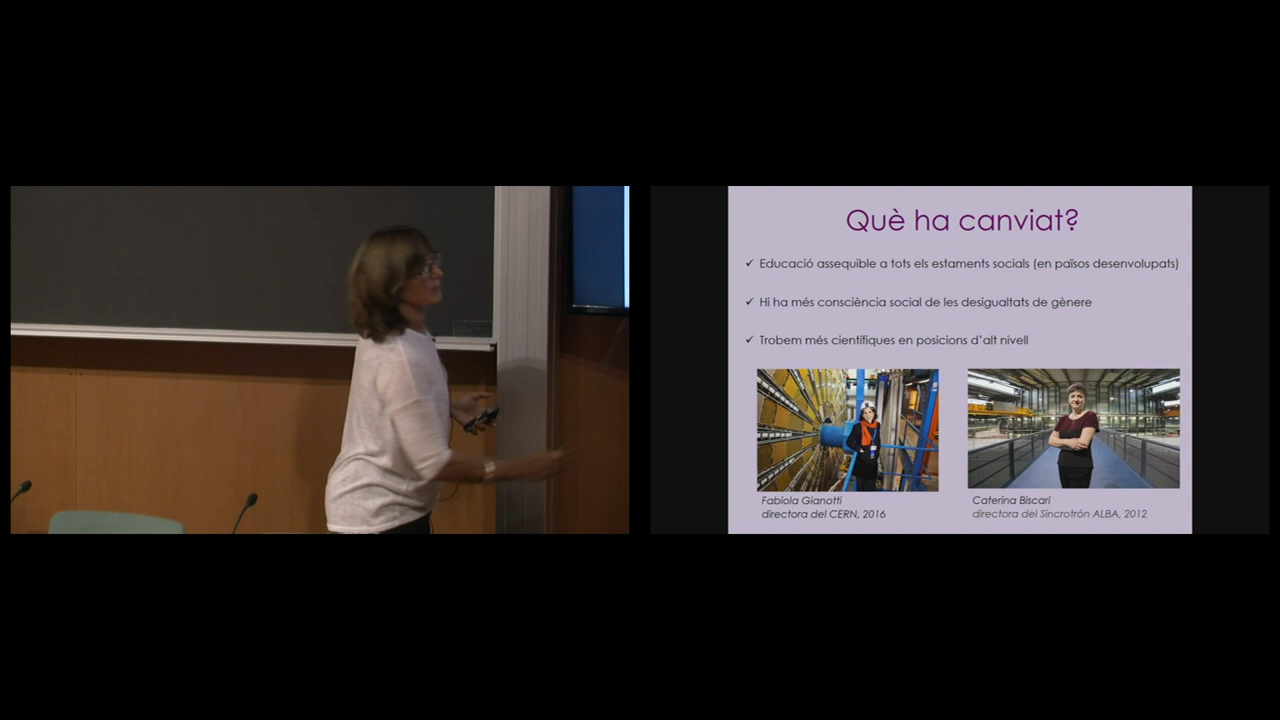 Què ha canviat?
✓ Educació assequible a tots els estaments socials (en països desenvolupats)
✓ Hi ha més consciència social de les desigualtats de gènere
✓ Trobem més científiques en posicions d'alt nivell
Fabiola Gianotti
directora del CERN, 2016
Caterina Biscari
directora del Sincrotrón ALBA, 2012